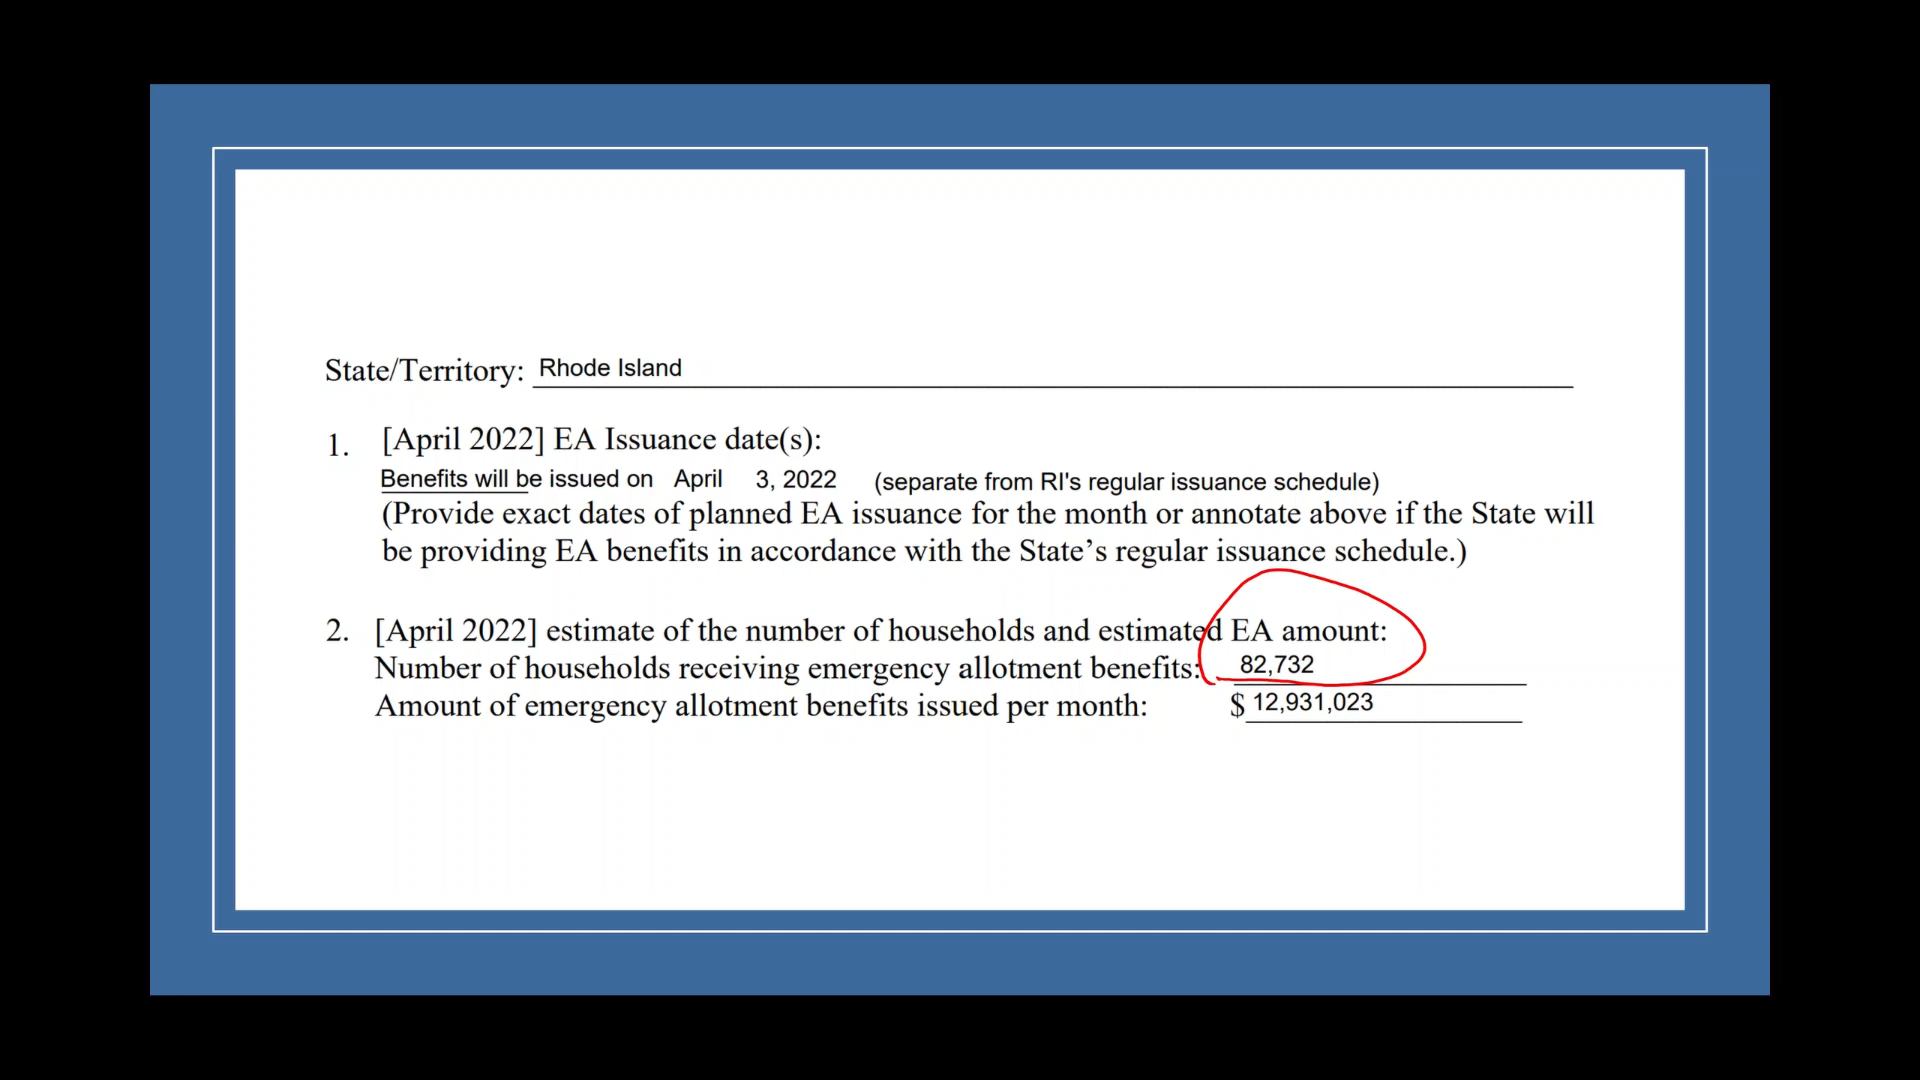 State/Territory: Rhode Island
1. [April 2022] EA Issuance date(s):
Benefits will be issued on April 3, 2022 (separate from RI's regular issuance schedule)
(Provide exact dates of planned EA issuance for the month or annotate above if the State will
be providing EA benefits in accordance with the State’s regular issuance schedule.)
2. [April 2022] estimate of the number of households and estimated EA amount:
Number of households receiving emergency allotment benefits: 82,732
Amount of emergency allotment benefits issued per month: $ 12,931,023